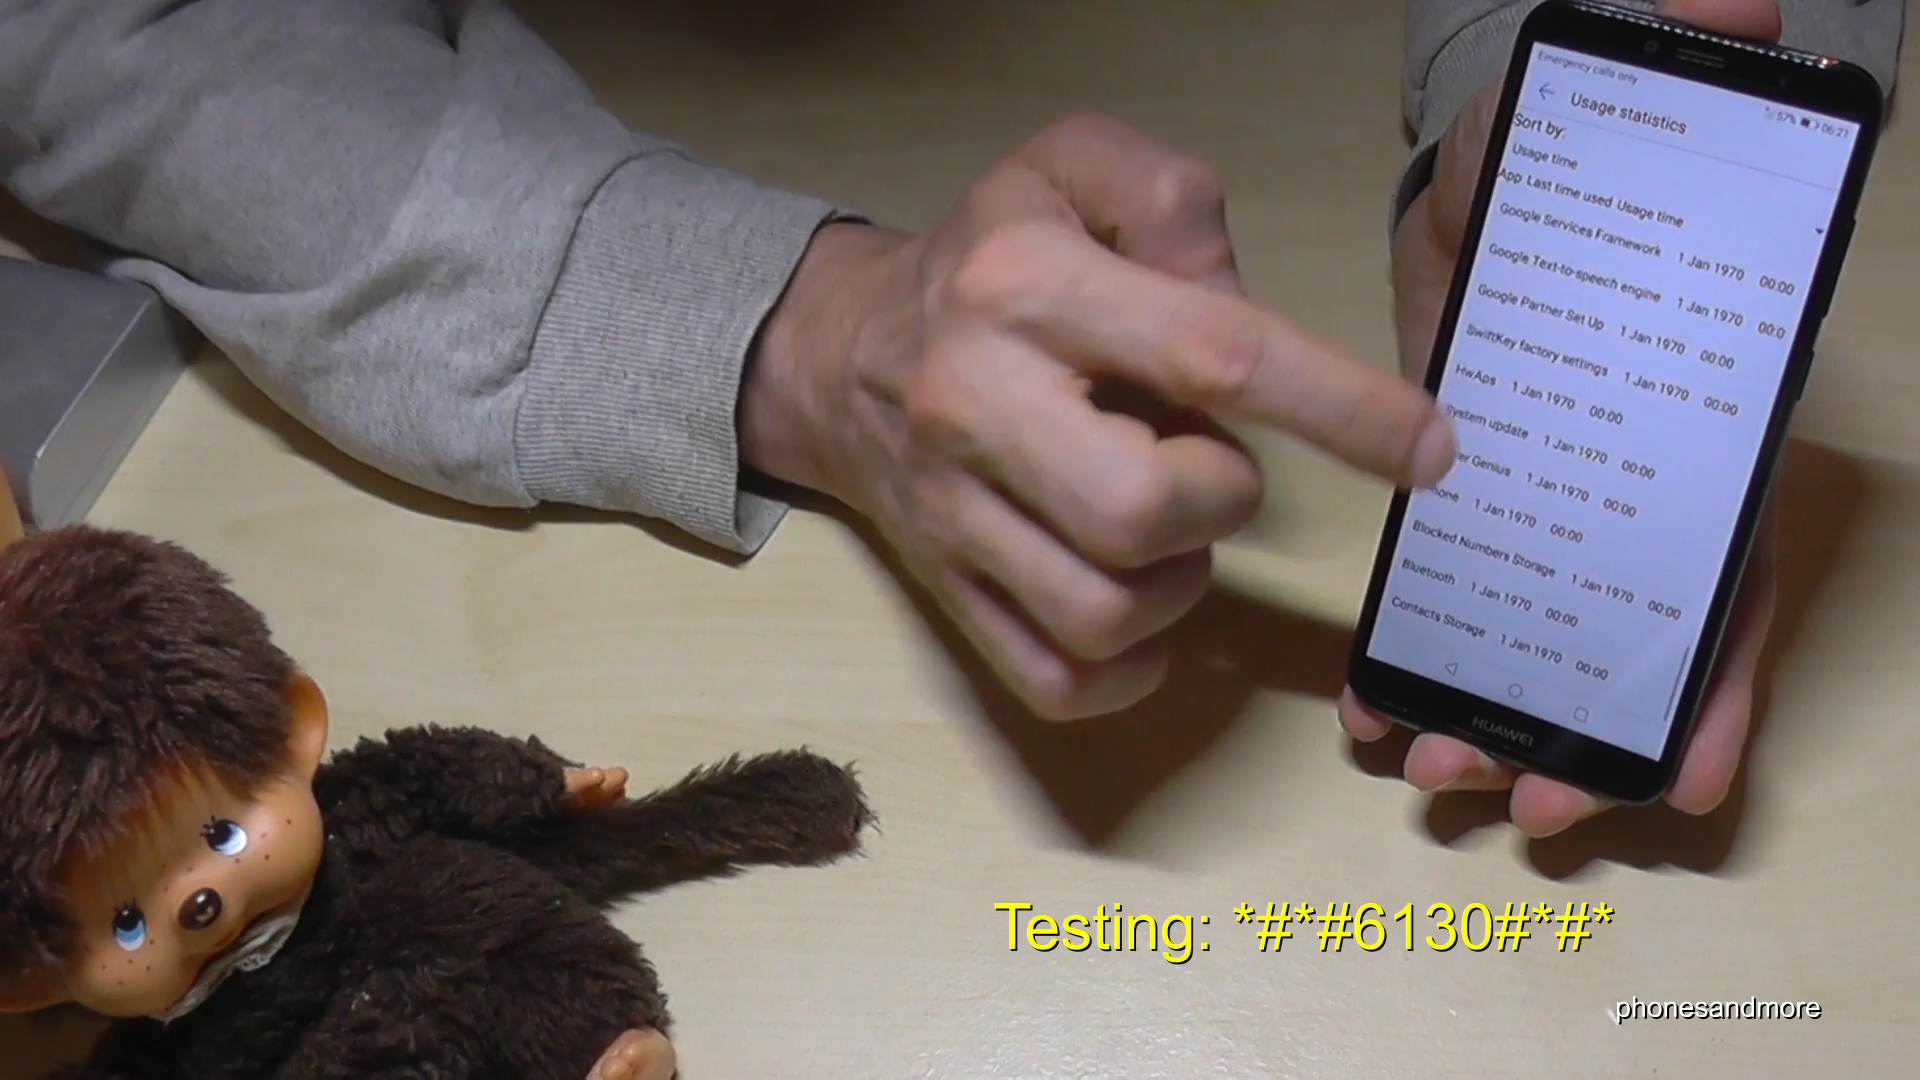 Emergency calls only
57% 06:27
Usage statistics
Sort by:
Usage time
App Last time used Usage time
Google Services Framework 1 Jan 1970 00:00
Google Text-to-speech engine 1 Jan 1970 00:0
Google Partner Set Up 1 Jan 1970 00:00
SwiftKey factory settings 1 Jan 1970 00:00
HwAps 1 Jan 1970 00:00
System update 1 Jan 1970 00:00
Genius 1 Jan 1970 00:00
1 Jan 1970 00:00
Blocked Numbers Storage 1 Jan 1970 00:00
Bluetooth 1 Jan 1970 00:00
Contacts Storage 1 Jan 1970 00:00
HUAWEI
Testing: *#*#6130#*#*
phonesandmore